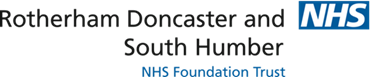 Rotherham Doncaster and NHS
South Humber
NHS Foundation Trust